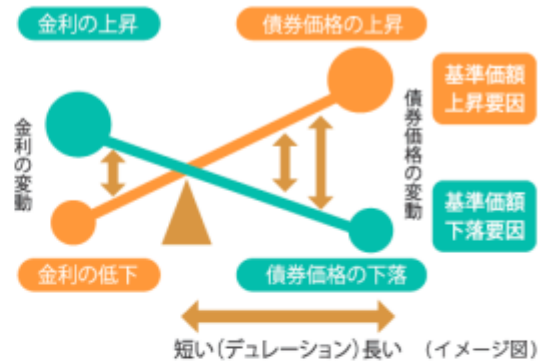 金利の上昇
債券価格の上昇
基準価額
上昇要因
金利の変動
債券価格の変動
基準価額
下落要因
金利の低下
債券価格の下落
短い(デュレーション)長い (イメージ図)